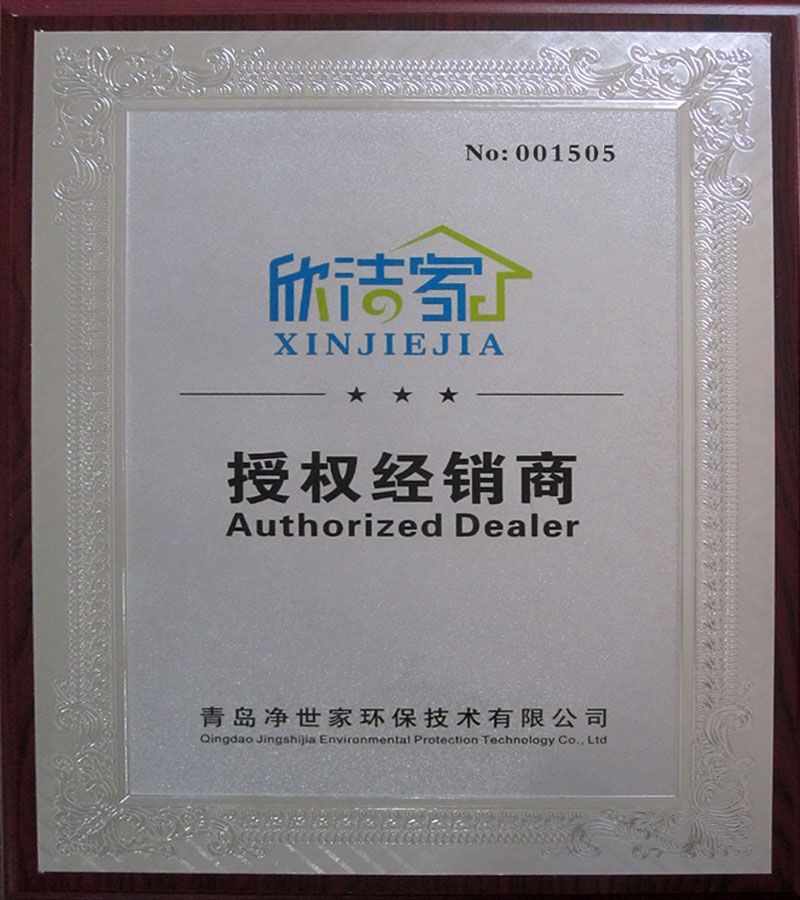 No: 001505
欣洁家
XINJIEJIA
授权经销商
Authorized Dealer
青岛净世家环保技术有限公司
Qingdao Jingshijia Environmental Protection Technology Co., Ltd